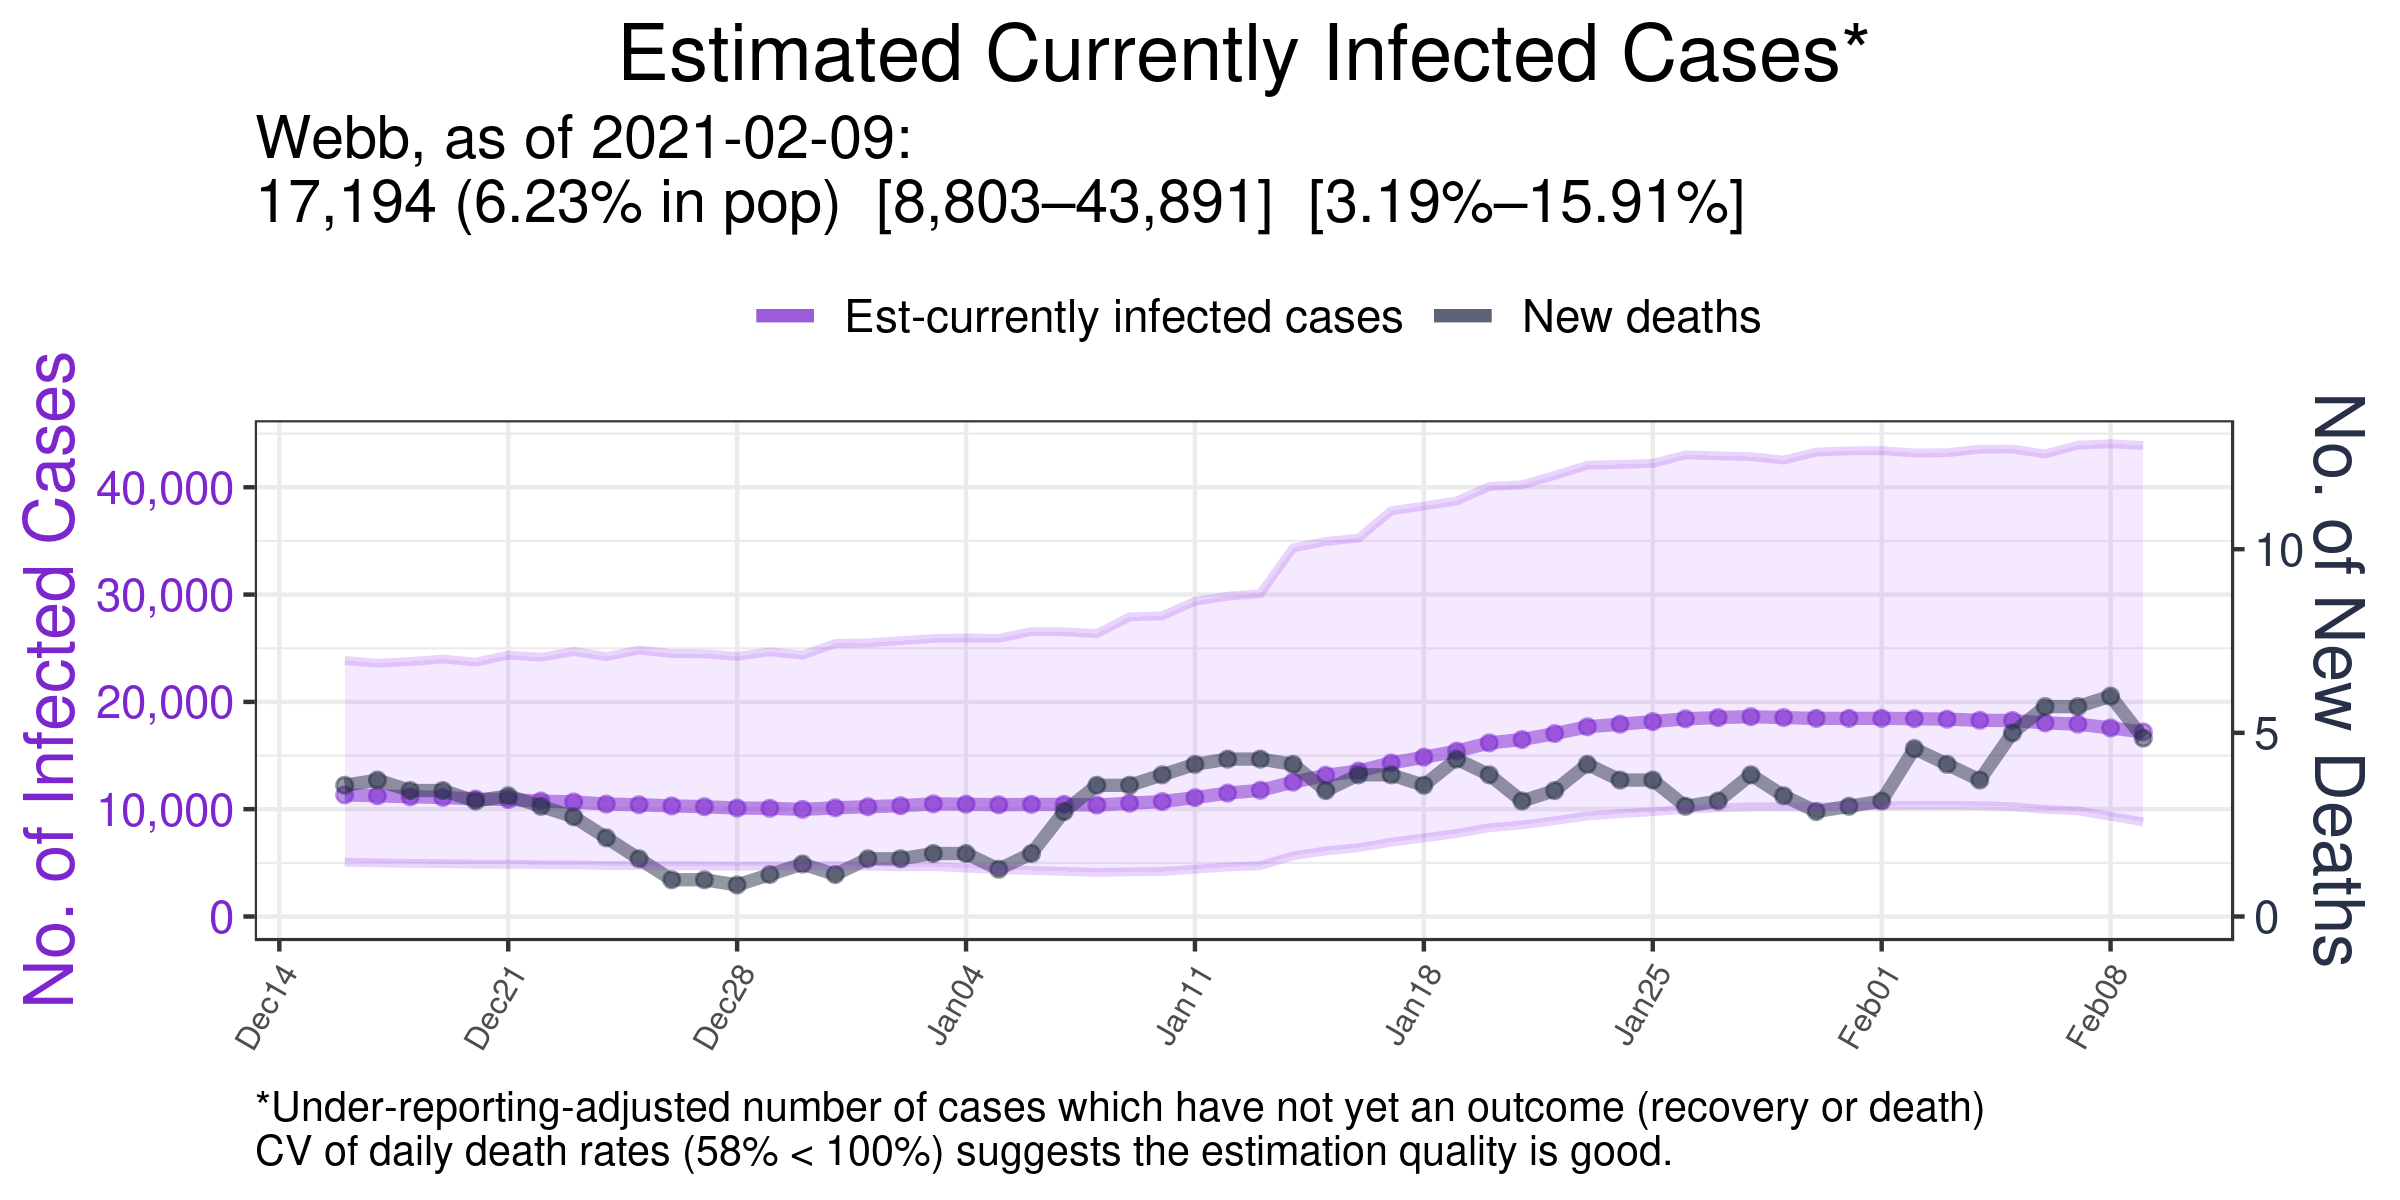 Estimated Currently Infected Cases*
Webb, as of 2021-02-09:
17,194 (6.23% in pop) [8,803–43,891] [3.19%–15.91%]
Est-currently infected cases
New deaths
No. of Infected Cases
40,000
30,000
20,000
10,000
0
10
5
0
No. of New Deaths
Dec14
Dec21
Dec28
Jan04
Jan11
Jan18
Jan25
Feb01
Feb08
*Under-reporting-adjusted number of cases which have not yet an outcome (recovery or death)
CV of daily death rates (58% < 100%) suggests the estimation quality is good.